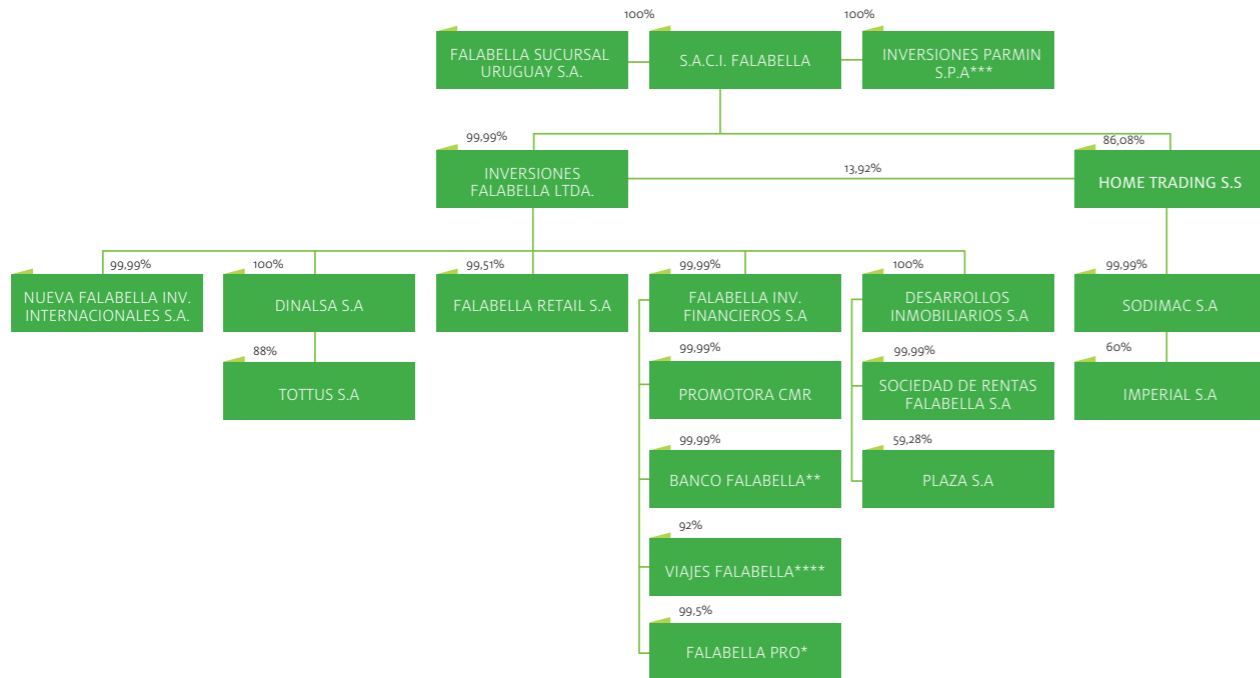 100%
100%
FALABELLA SUCURSAL
URUGUAY S.A.
S.A.C.I. FALABELLA
INVERSIONES PARMIN
S.P.A***
99,99%
86,08%
INVERSIONES
FALABELLA LTDA.
13,92%
HOME TRADING S.S
99,99%
100%
99,51%
99,99%
100%
99,99%
NUEVA FALABELLA INV.
INTERNACIONALES S.A.
DINALSA S.A
FALABELLA RETAIL S.A
FALABELLA INV.
FINANCIEROS S.A
DESARROLLOS
INMOBILIARIOS S.A
SODIMAC S.A
88%
99,99%
99,99%
60%
TOTTUS S.A
PROMOTORA CMR
SOCIEDAD DE RENTAS
FALABELLA S.A
IMPERIAL S.A
99,99%
59,28%
BANCO FALABELLA**
PLAZA S.A
92%
VIAJES FALABELLA****
99,5%
FALABELLA PRO*